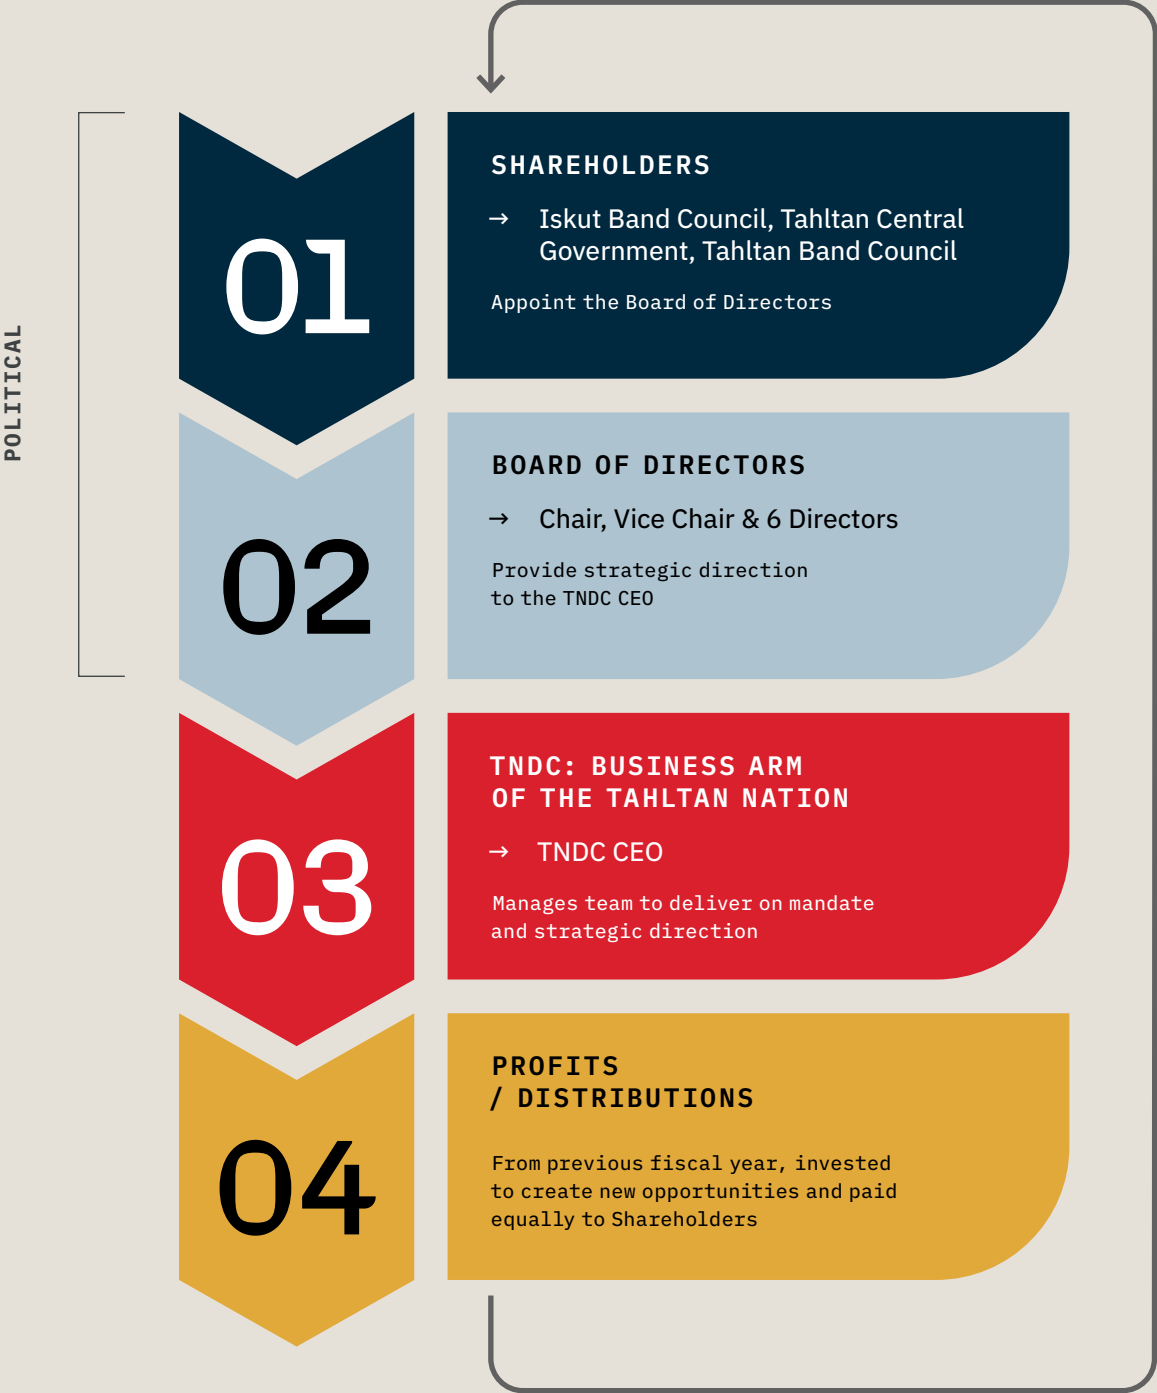 POLITICAL
01
SHAREHOLDERS
→ Iskut Band Council, Tahltan Central
Government, Tahltan Band Council
Appoint the Board of Directors
02
BOARD OF DIRECTORS
→ Chair, Vice Chair & 6 Directors
Provide strategic direction
to the TNDC CEO
03
TNDC: BUSINESS ARM
OF THE TAHLTAN NATION
→ TNDC CEO
Manages team to deliver on mandate
and strategic direction
04
PROFITS
/ DISTRIBUTIONS
From previous fiscal year, invested
to create new opportunities and paid
equally to Shareholders